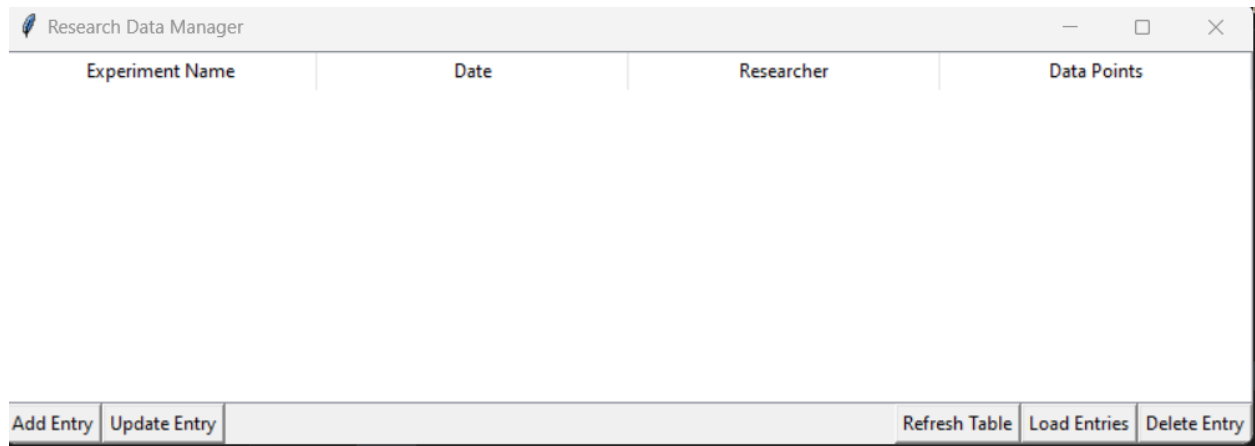 Research Data Manager
Experiment Name Date Researcher Data Points
Add Entry Update Entry Refresh Table Load Entries Delete Entry